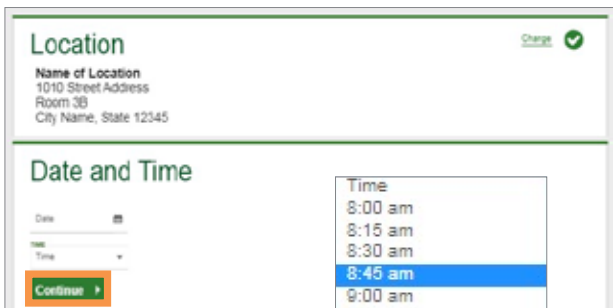 Location
Change
Name of Location
1010 Street Address
Room 3B
City Name, State 12345
Date and Time
Date
TIME
Time
Continue
Time
8:00 am
8:15 am
8:30 am
8:45 am
9:00 am